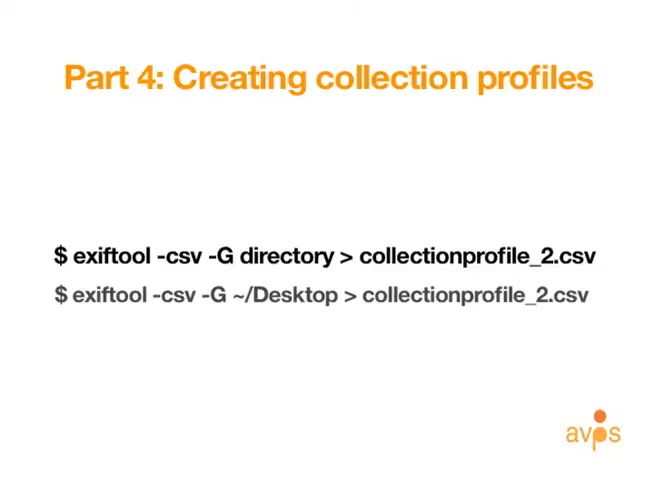 Part 4: Creating collection profiles
$ exiftool -csv -G directory > collectionprofile_2.csv
$ exiftool -csv -G ~/Desktop > collectionprofile_2.csv
avps